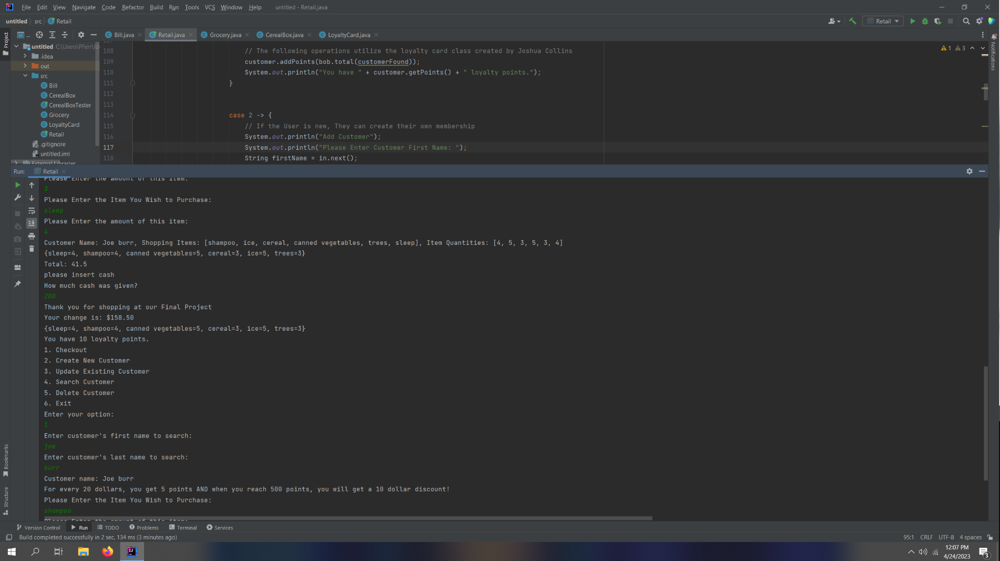 File Edit View Navigate Code Refactor Build Run Tools VCS Window Help untitled - Retail.java
untitled src Retail
Retail
Project
...
Bill.java Retail.java Grocery.java CerealBox.java LoyaltyCard.java
untitled C:\Users\PFerr\Id
.idea
out
src
Bill
CerealBox
CerealBoxTester
Grocery
LoyaltyCard
Retail
.gitignore
untitled.iml
External Libraries
108 // The following operations utilize the loyalty card class created by Joshua Collins
109 customer.addPoints(bob.total(customerFound));
110 System.out.println("You have " + customer.getPoints() + " loyalty points.");
111 }
112
113
114 case 2 -> {
115 // If the User is new, They can create their own membership
116 System.out.println("Add Customer");
117 System.out.println("Please Enter Customer First Name: ");
118 String firstName = in.next();
1 3
Notifications
Run: Retail
Please Enter the amount of this item:
3
Please Enter the Item You Wish to Purchase:
sleep
Please Enter the amount of this item:
4
Customer Name: Joe burr, Shopping Items: [shampoo, ice, cereal, canned vegetables, trees, sleep], Item Quantities: [4, 5, 3, 5, 3, 4]
{sleep=4, shampoo=4, canned vegetables=5, cereal=3, ice=5, trees=3}
Total: 41.5
please insert cash
How much cash was given?
200
Thank you for shopping at our Final Project
Your change is: $158.50
{sleep=4, shampoo=4, canned vegetables=5, cereal=3, ice=5, trees=3}
You have 10 loyalty points.
1. Checkout
2. Create New Customer
3. Update Existing Customer
4. Search Customer
5. Delete Customer
6. Exit
Enter your option:
1
Enter customer's first name to search:
joe
Enter customer's last name to search:
burr
Customer name: Joe burr
For every 20 dollars, you get 5 points AND when you reach 500 points, you will get a 10 dollar discount!
Please Enter the Item You Wish to Purchase:
shampoo
Please Enter the amount of this item:
Bookmarks
Structure
Version Control Run TODO Problems Terminal Services
Build completed successfully in 2 sec, 134 ms (3 minutes ago)
95:1 CRLF UTF-8 4 spaces
12:07 PM
4/24/2023
3